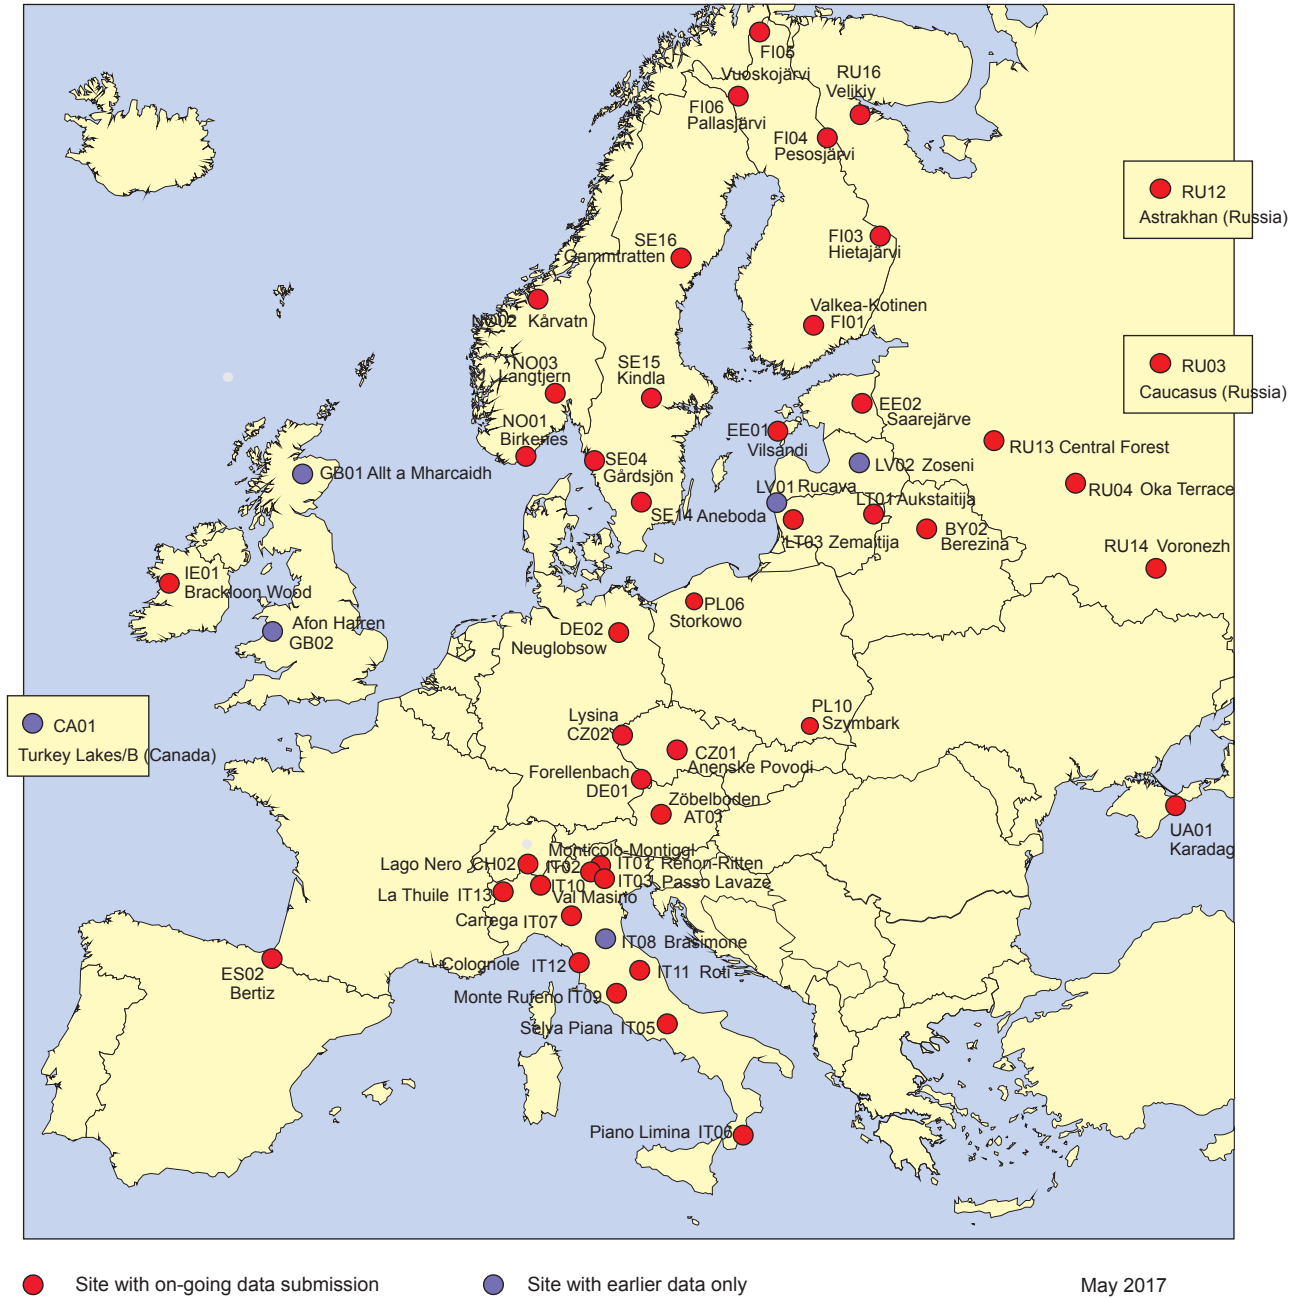 FI05
Vuoskojärvi
RU16
Velikiy
FI06
Pallasjärvi
FI04
Pesosjärvi
RU12
Astrakhan (Russia)
SE16
Gammtratten
FI03
Hietajärvi
Valkea-Kotinen
FI01
NO02 Kårvatn
NO03
Langtjern
SE15
Kindla
RU03
Caucasus (Russia)
NO01
Birkenes
EE02
Saarejärve
EE01
Vilsandi
RU13 Central Forest
GB01 Allt a Mharcaidh
SE04
Gårdsjön
LV02 Zoseni
LV01 Rucava
RU04 Oka Terrace
LT01 Aukstaitija
SE14 Aneboda
LT03 Zemaitija
BY02
Berezina
RU14 Voronezh
IE01
Brackloon Wood
PL06
Storkowo
Afon Hafren
GB02
DE02
Neuglobsow
CA01
Turkey Lakes/B (Canada)
Lysina
CZ02
PL10
Szymbark
CZ01
Anenske Povodi
Forellenbach
DE01
Zöbelboden
AT01
UA01
Karadag
Monticolo-Montiggl
Lago Nero CH02
IT02
IT01 Renon-Ritten
IT03 Passo Lavaze
IT10
Val Masino
La Thuile IT13
Carrega IT07
IT08 Brasimone
ES02
Bertiz
Colognole IT12
IT11 Roti
Monte Rufeno IT09
Selva Piana IT05
Piano Limina IT06
Site with on-going data submission
Site with earlier data only
May 2017